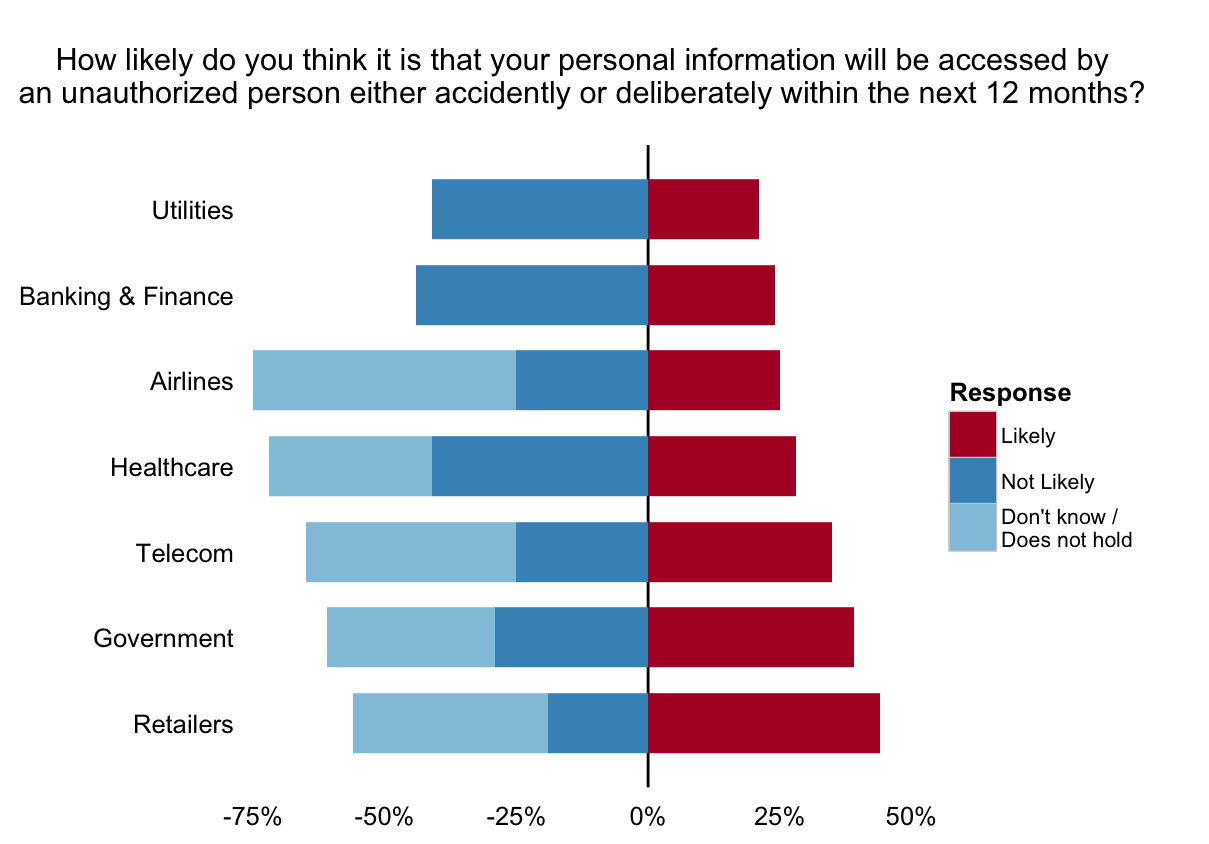 How likely do you think it is that your personal information will be accessed by
an unauthorized person either accidently or deliberately within the next 12 months?
Utilities
Banking & Finance
Airlines
Healthcare
Telecom
Government
Retailers
-75%
-50%
-25%
0%
25%
50%
Response
Likely
Not Likely
Don't know /
Does not hold